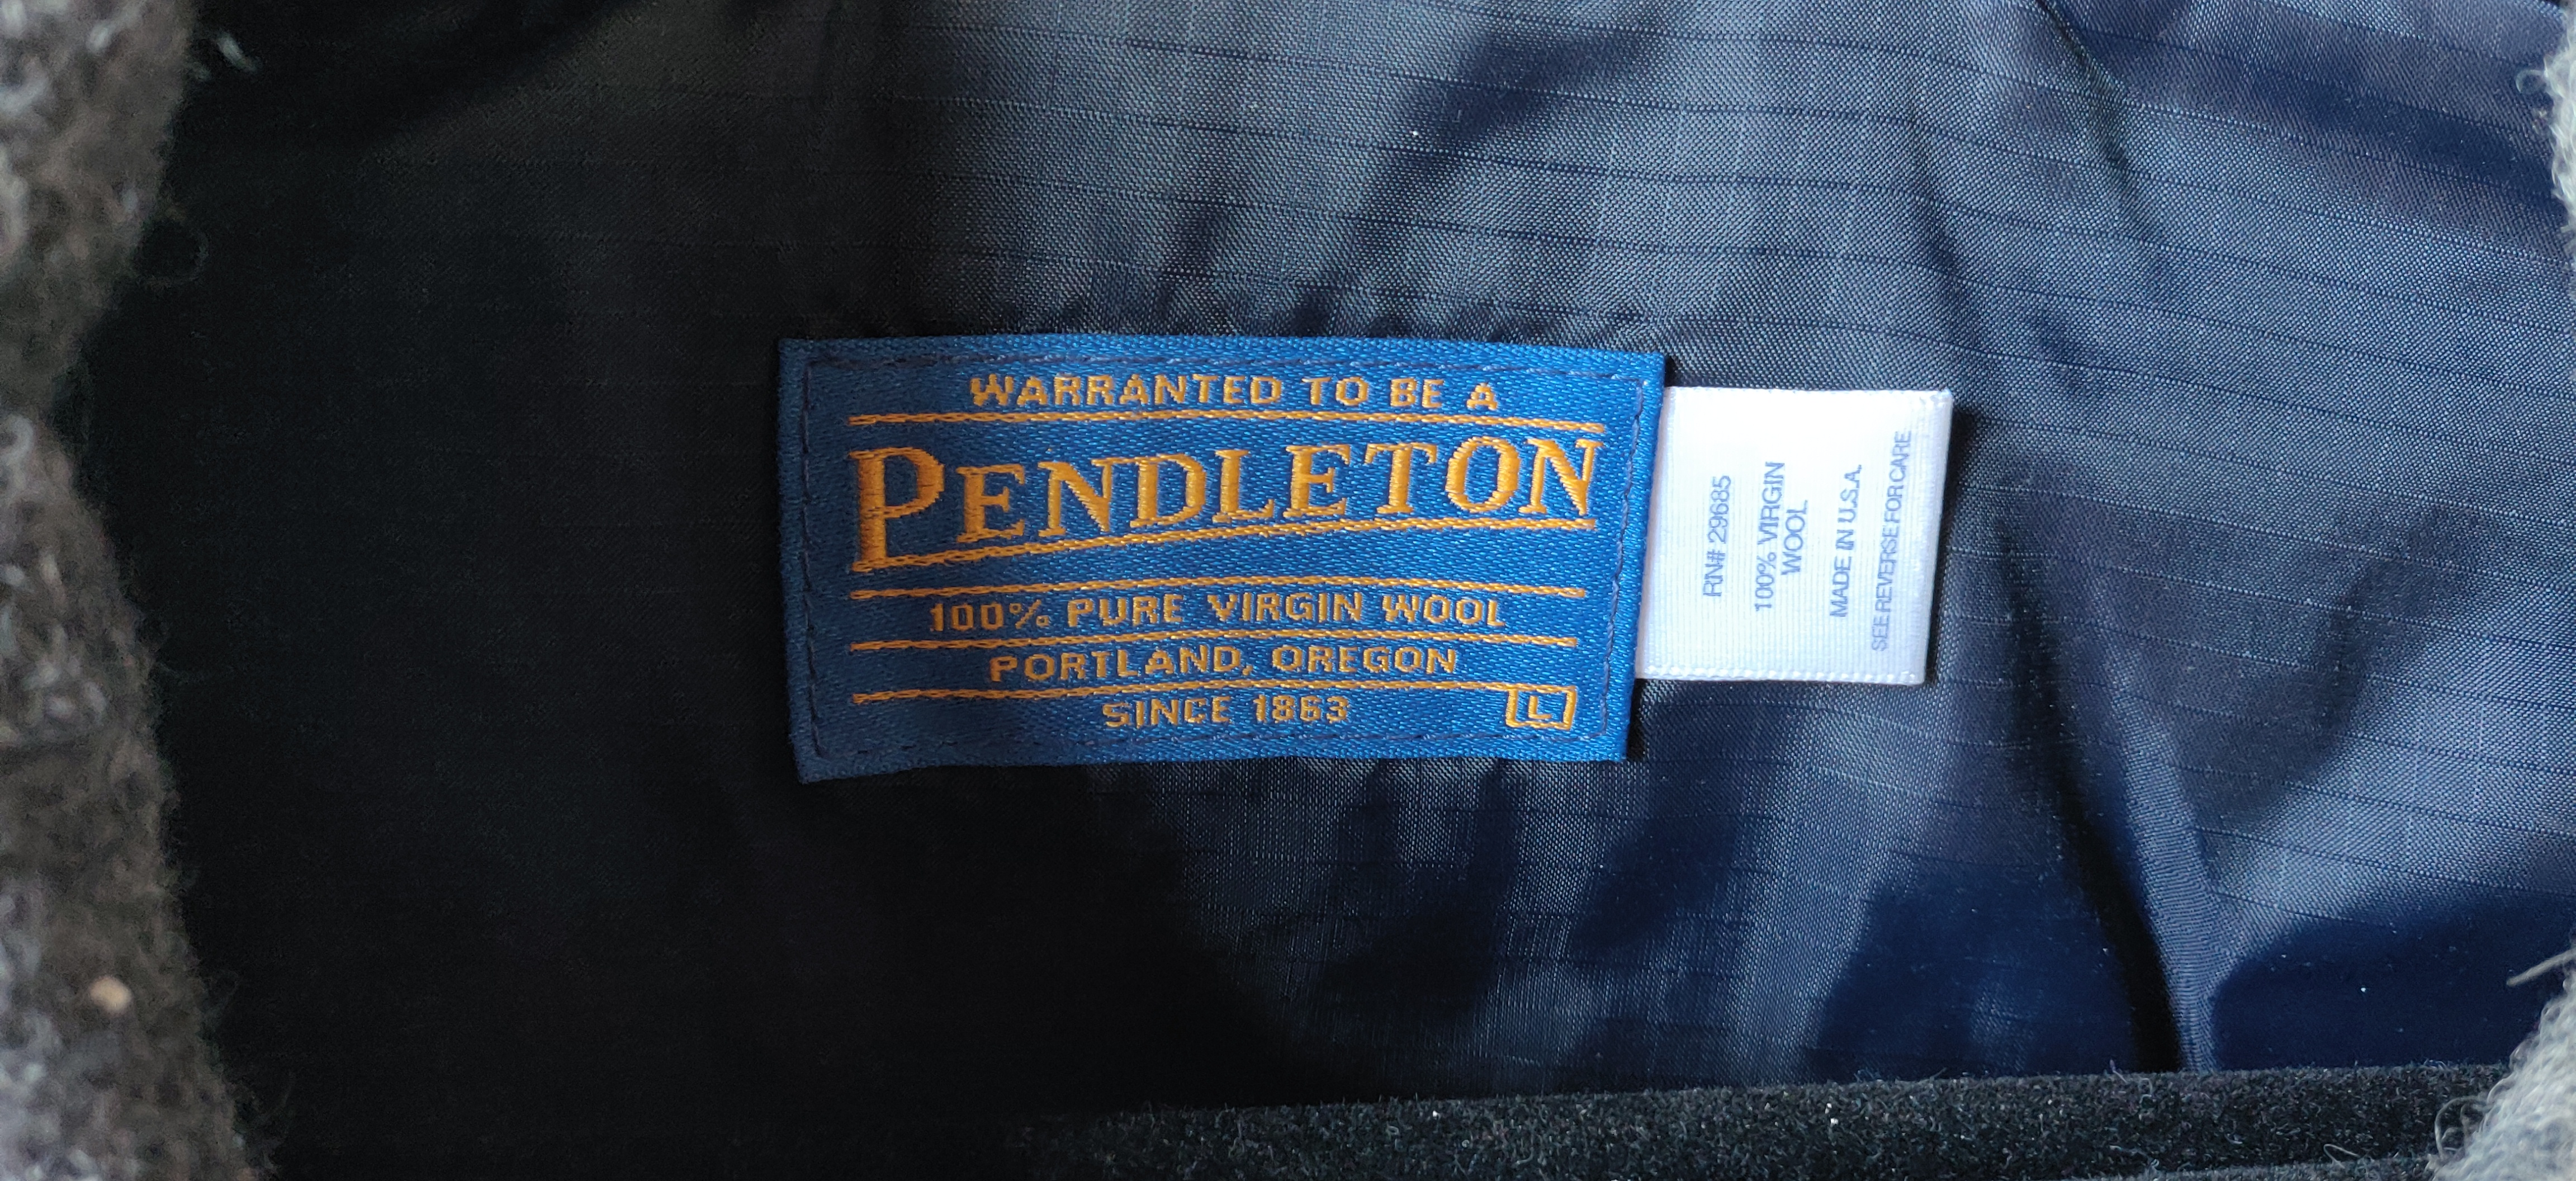 WARRANTED TO BE A
PENDLETON
100% PURE VIRGIN WOOL
PORTLAND, OREGON
SINCE 1863
L
RN# 29685
100% VIRGIN
WOOL
MADE IN U.S.A.
SEE REVERSE FOR CARE